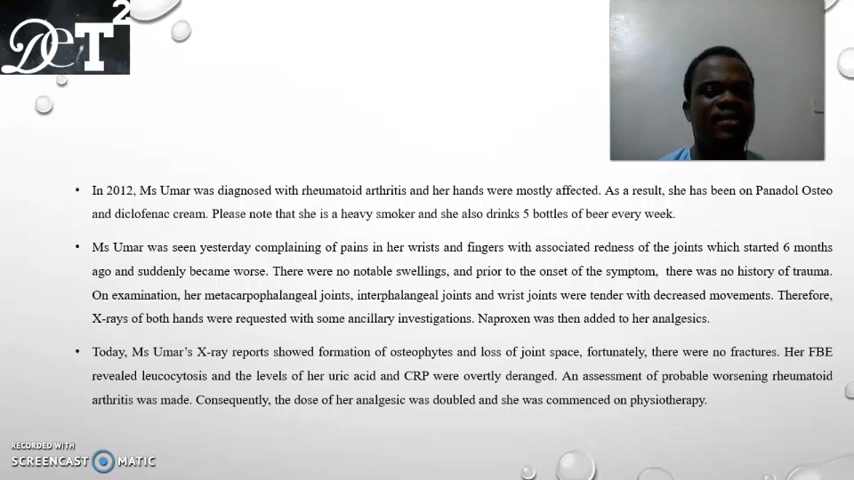 DeT2
In 2012, Ms Umar was diagnosed with rheumatoid arthritis and her hands were mostly affected. As a result, she has been on Panadol Osteo
and diclofenac cream. Please note that she is a heavy smoker and she also drinks 5 bottles of beer every week.
Ms Umar was seen yesterday complaining of pains in her wrists and fingers with associated redness of the joints which started 6 months
ago and suddenly became worse. There were no notable swellings, and prior to the onset of the symptom, there was no history of trauma.
On examination, her metacarpophalangeal joints, interphalangeal joints and wrist joints were tender with decreased movements. Therefore,
X-rays of both hands were requested with some ancillary investigations. Naproxen was then added to her analgesics.
Today, Ms Umar’s X-ray reports showed formation of osteophytes and loss of joint space, fortunately, there were no fractures. Her FBE
revealed leucocytosis and the levels of her uric acid and CRP were overtly deranged. An assessment of probable worsening rheumatoid
arthritis was made. Consequently, the dose of her analgesic was doubled and she was commenced on physiotherapy.
RECORDED WITH
SCREENCAST MATIC